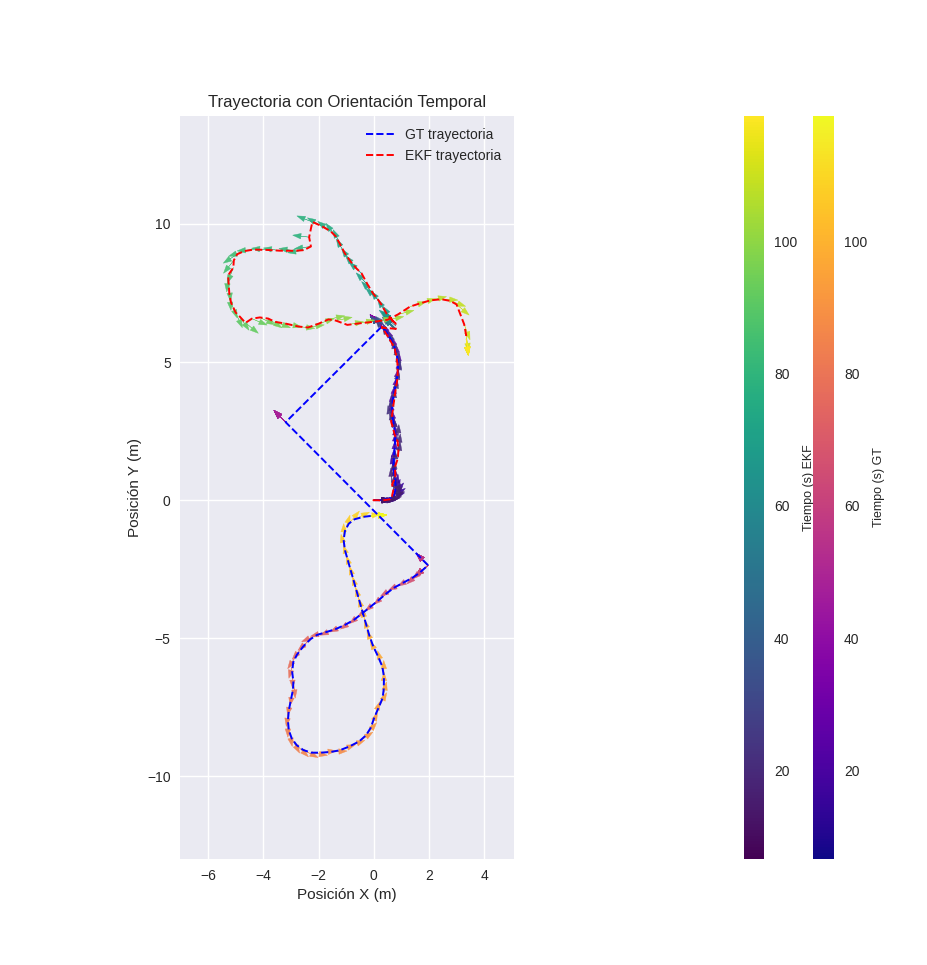 Trayectoria con Orientación Temporal
GT trayectoria
EKF trayectoria
10
5
0
−5
−10
Posición Y (m)
−6 −4 −2 0 2 4
Posición X (m)
100
80
60
40
20
Tiempo (s) EKF
100
80
60
40
20
Tiempo (s) GT